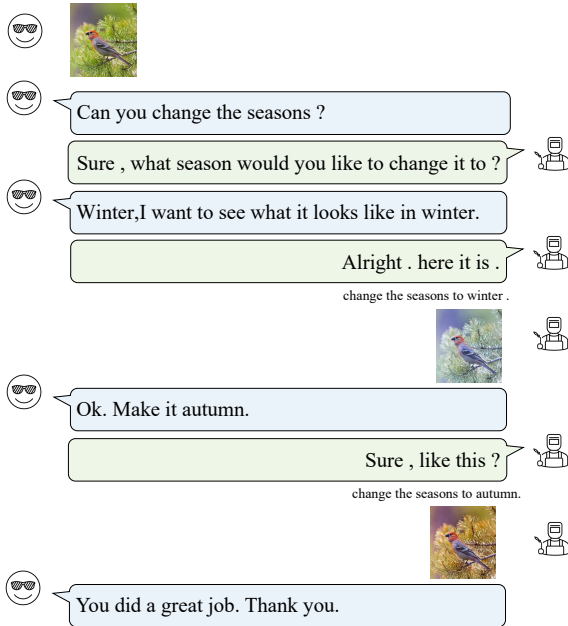 Can you change the seasons ?
Sure , what season would you like to change it to ?
Winter,I want to see what it looks like in winter.
Alright . here it is .
change the seasons to winter .
Ok. Make it autumn.
Sure , like this ?
change the seasons to autumn.
You did a great job. Thank you.